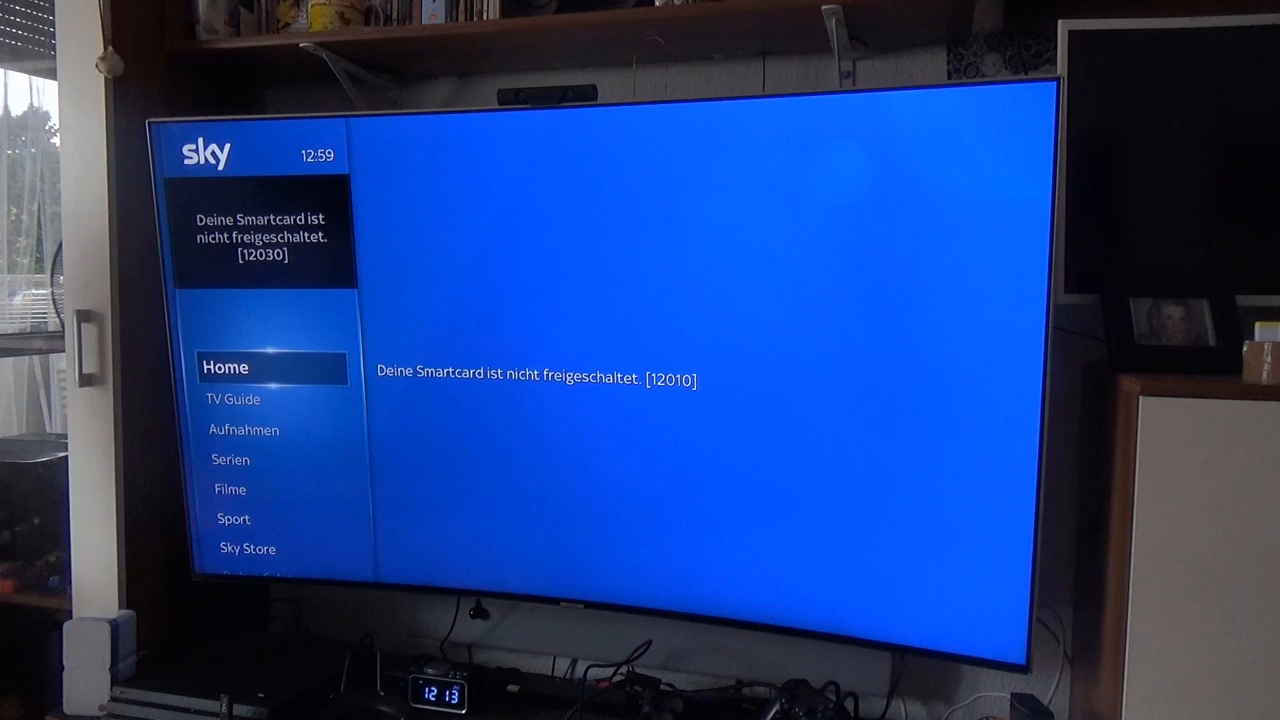 sky
12:59
Deine Smartcard ist
nicht freigeschaltet.
[12030]
Home
TV Guide
Aufnahmen
Serien
Filme
Sport
Sky Store
Deine Smartcard ist nicht freigeschaltet. [12010]
12 13